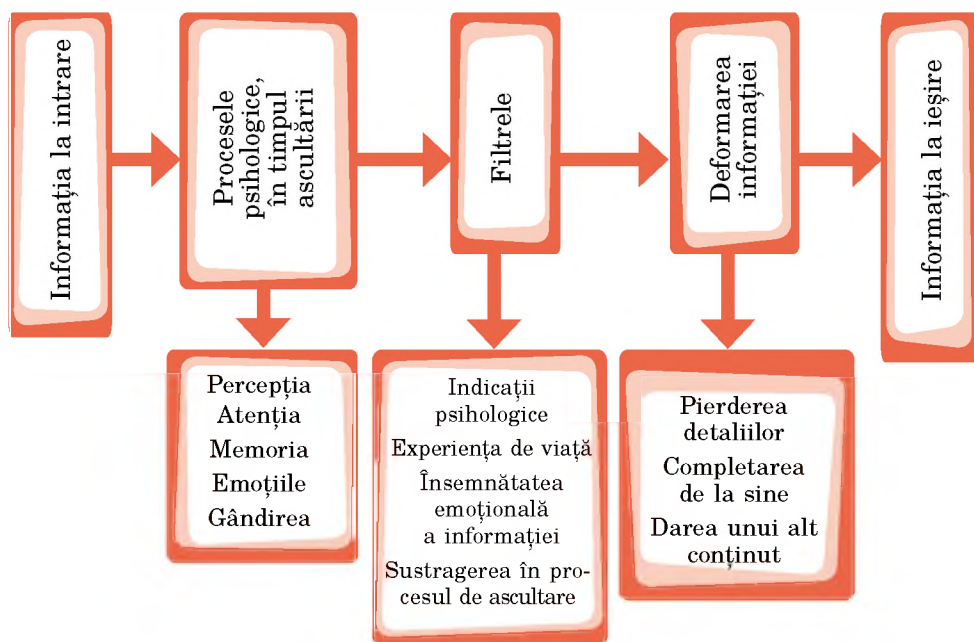 Informația la intrare
Procesele
psihologice,
în timpul
ascultării
Filtrele
Deformarea
informației
Informația la ieșire
Percepția
Atenția
Memoria
Emoțiile
Gândirea
Indicații
psihologice
Experiența de viață
Însemnătatea
emoțională
a informației
Sustragerea în pro-
cesul de ascultare
Pierderea
detaliilor
Completarea
de la sine
Darea unui alt
conținut